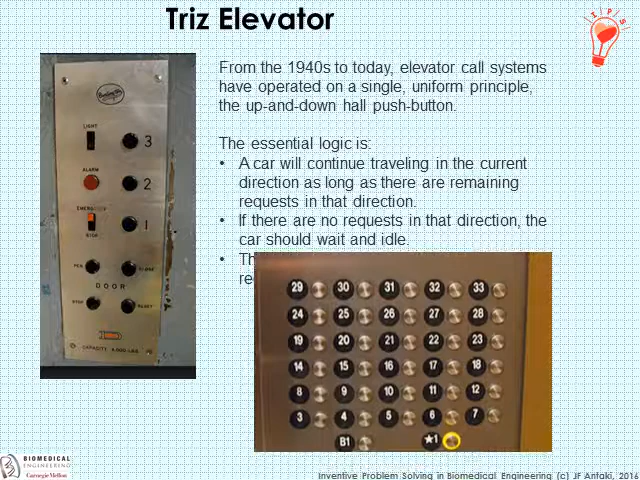 Triz Elevator
I P S
From the 1940s to today, elevator call systems
have operated on a single, uniform principle,
the up-and-down hall push-button.
The essential logic is:
• A car will continue traveling in the current
direction as long as there are remaining
requests in that direction.
• If there are no requests in that direction, the
car should wait and idle.
• Th
re
LIGHT
3
ALARM
2
EMERGENCY
1
STOP
CLOSE
DOOR
STOP
READY
29 30 31 32 33
24 25 26 27 28
19 20 21 22 23
14 15 16 17 18
8 9 10 11 12
3 4 5 6 7
B1 ★1
BIOMEDICAL
ENGINEERING
Carnegie Mellon
Inventive Problem Solving in Biomedical Engineering (c) JF Antaki, 2016